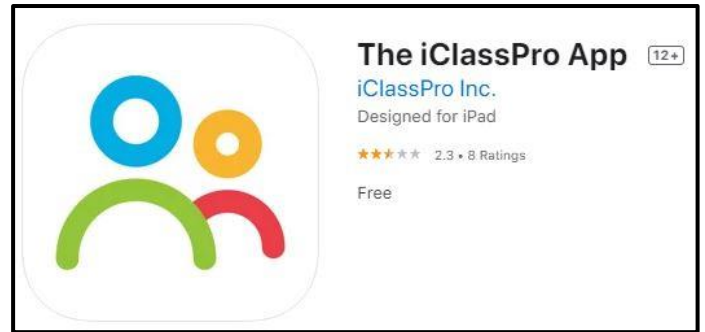 The iClassPro App 12+
iClassPro Inc.
Designed for iPad
★★★★★ 2.3 • 8 Ratings
Free